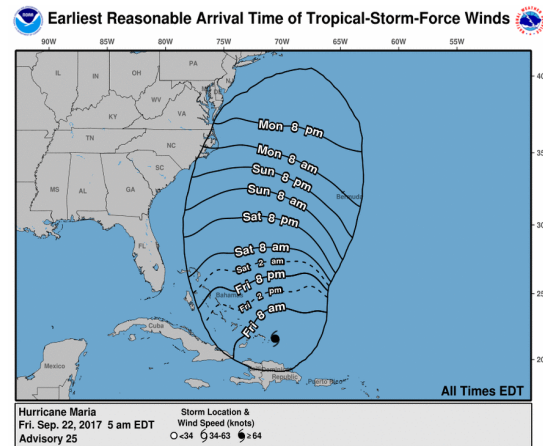 Earliest Reasonable Arrival Time of Tropical-Storm-Force Winds
90W 85W 80W 75W 70W 65W 60W 55W
PA
IL IN OH
WV
KY VA
TN NC
SC
MS AL GA
FL
Mon 8 pm
Mon 8 am
Sun 8 pm
Sun 8 am
Bermuda
Sat 8 pm
Sat 8 am
Sat 2 am
Fri 8 pm
Bahamas
Fri 2 pm
Fri 8 am
Cuba
Mexico
Republic
Puerto Rico
40
35
30
25
20
All Times EDT
Hurricane Maria
Fri. Sep. 22, 2017 5 am EDT
Advisory 25
Storm Location &
Wind Speed (knots)
<34 34-63 ≥ 64